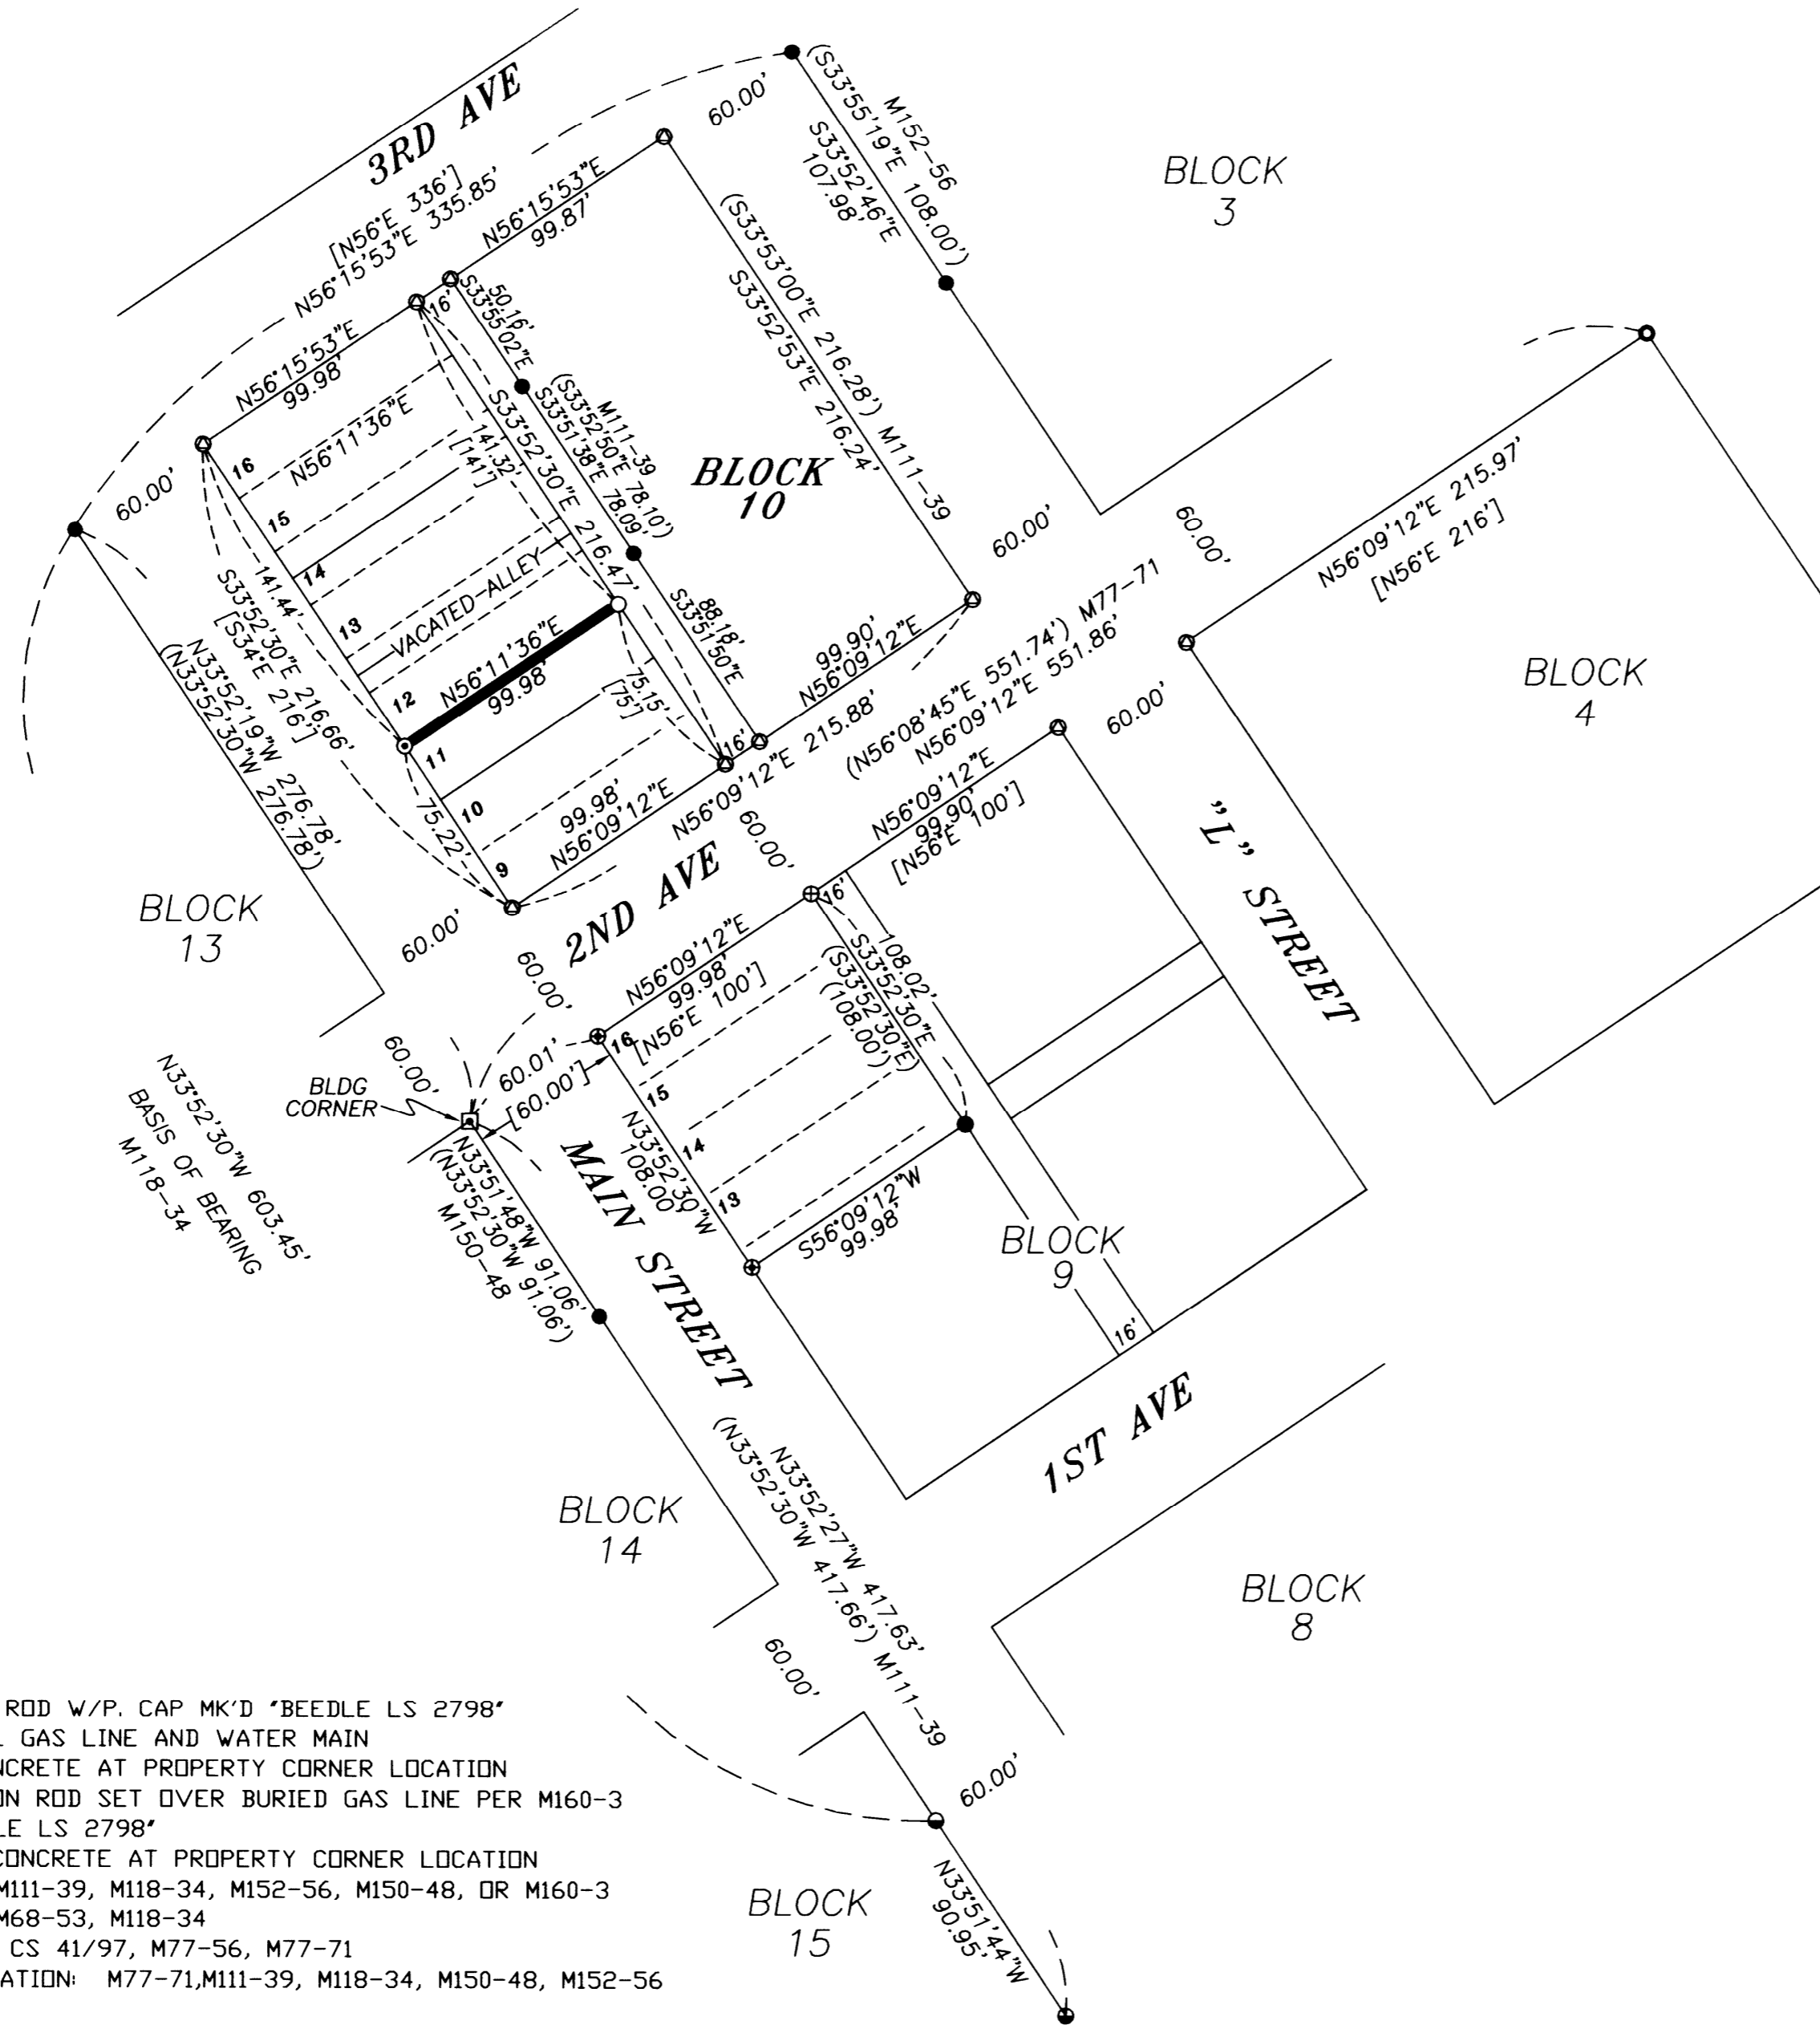 3RD AVE
[N56°E 336']
N56°15'53"E 335.85'
N56°15'53"E
99.87'
60.00'
M152-56
(S33°55'19"E 108.00')
S33°52'46"E
107.98'
BLOCK
3
N56°15'53"E
99.98'
16'
50.16'
S33°55'02"E
M111-39
(S33°52'50"E 78.10')
S33°51'38"E 78.09'
(S33°53'00"E 216.28') M111-39
S33°52'53"E 216.24'
BLOCK
10
60.00'
16
N56°11'36"E
15
14
13
VACATED ALLEY
12
N56°11'36"E
99.98'
11
10
9
141.32'
[141']
S33°52'30"E 216.47'
75.15'
[75']
88.18'
S33°51'50"E
16'
99.90'
N56°09'12"E
60.00'
60.00'
N56°09'12"E 215.97'
[N56°E 216']
BLOCK
4
141.44'
S33°52'30"E 216.66'
[S34°E 216']
N33°52'19"W 276.78'
(N33°52'30"W 276.78')
75.22'
99.98'
N56°09'12"E
N56°09'12"E 215.88'
(N56°08'45"E 551.74') M77-71
N56°09'12"E 551.86'
60.00'
BLOCK
13
60.00'
60.00'
2ND AVE
60.00'
N56°09'12"E
99.90'
[N56°E 100']
16'
"L" STREET
N56°09'12"E
99.98'
[N56°E 100']
108.02'
S33°52'30"E
(S33°52'30"E)
(108.00')
60.00'
BLDG
CORNER
60.01'
[60.00']
16
15
14
13
N33°52'30"W
108.00'
S56°09'12"W
99.98'
N33°52'30"W 603.45'
BASIS OF BEARING
M118-34
N33°51'48"W 91.06'
(N33°52'30"W 91.06')
M150-48
MAIN STREET
BLOCK
9
16'
1ST AVE
BLOCK
14
N33°52'27"W 417.63'
(N33°52'30"W 417.66') M111-39
BLOCK
8
60.00'
60.00'
BLOCK
15
N33°51'44"W
90.95'
ROD W/P. CAP MK'D "BEEDLE LS 2798"
GAS LINE AND WATER MAIN
NCRETE AT PROPERTY CORNER LOCATION
ON ROD SET OVER BURIED GAS LINE PER M160-3
LE LS 2798"
CONCRETE AT PROPERTY CORNER LOCATION
M111-39, M118-34, M152-56, M150-48, OR M160-3
M68-53, M118-34
CS 41/97, M77-56, M77-71
ATION: M77-71,M111-39, M118-34, M150-48, M152-56